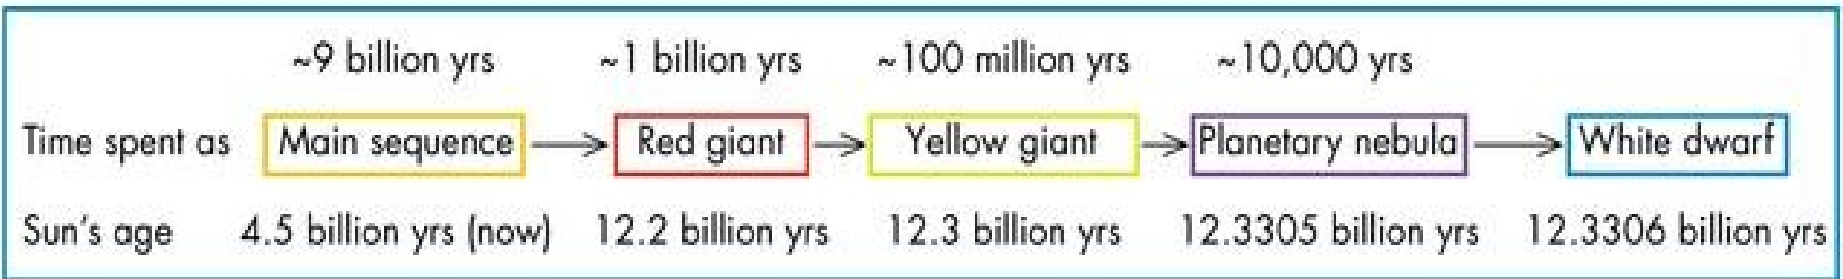 ~9 billion yrs ~1 billion yrs ~100 million yrs ~10,000 yrs
Time spent as Main sequence Red giant Yellow giant Planetary nebula White dwarf
Sun's age 4.5 billion yrs (now) 12.2 billion yrs 12.3 billion yrs 12.3305 billion yrs 12.3306 billion yrs